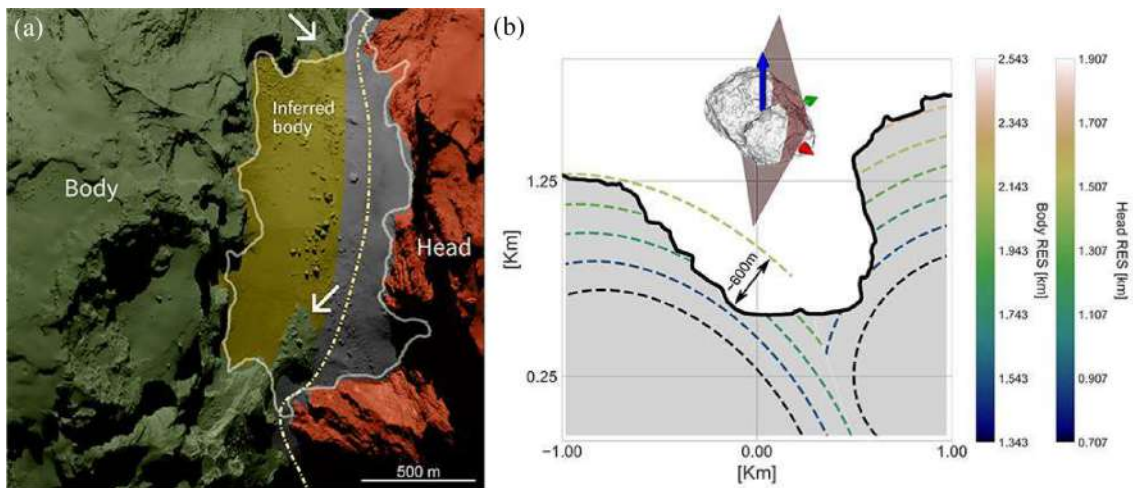 (a)
Inferred
body
Body
Head
500 m
(b)
[Km]
1.25
0.25
-1.00
0.00
1.00
[Km]
~600m
2.543
2.343
2.143
1.943
1.743
1.543
1.343
Body RES [km]
1.907
1.707
1.507
1.307
1.107
0.907
0.707
Head RES [km]